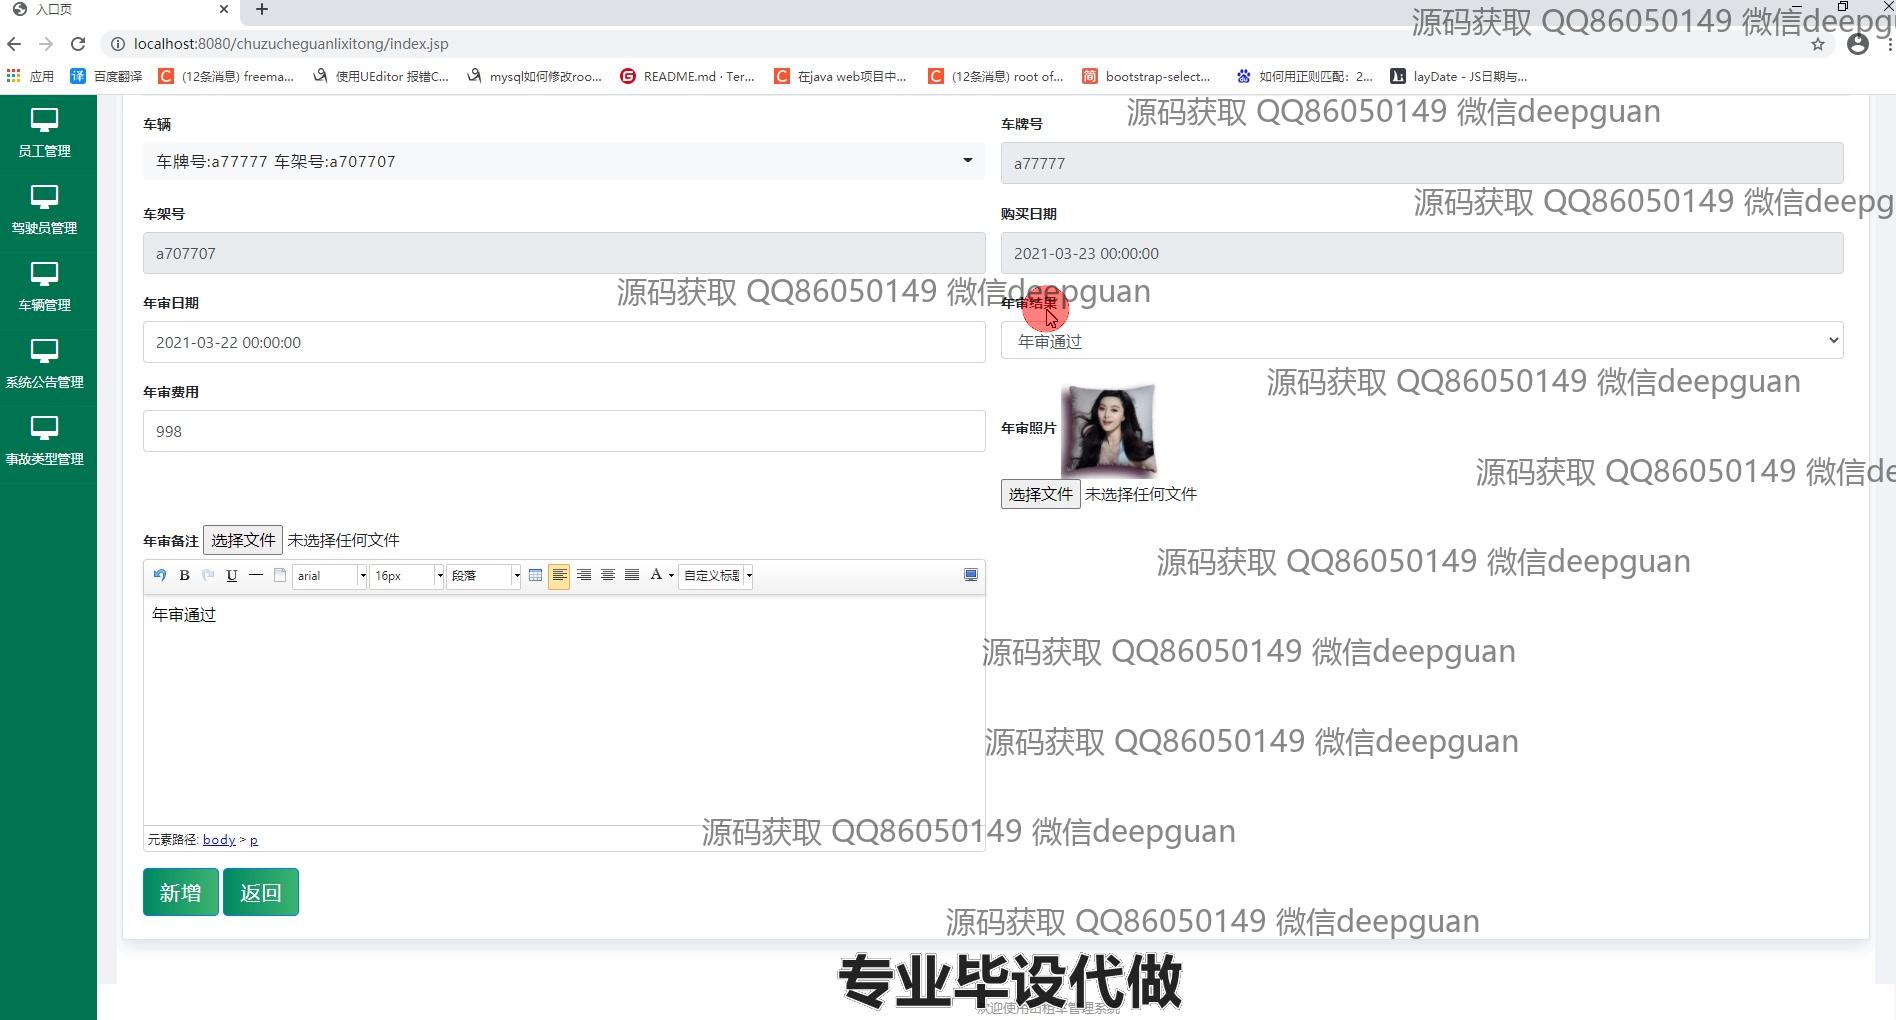 入口页
源码获取 QQ86050149 微信deepgu
localhost:8080/chuzucheguanlixitong/index.jsp
应用 百度翻译 (12条消息) freema... 使用UEditor 报错C... mysql如何修改roo... README.md · Ter... 在java web项目中... (12条消息) root of... bootstrap-select... 如何用正则匹配：2... layDate - JS日期与...
员工管理
驾驶员管理
车辆管理
系统公告管理
事故类型管理
车辆
车牌号
源码获取 QQ86050149 微信deepguan
车牌号:a77777 车架号:a707707
a77777
源码获取 QQ86050149 微信deepg
车架号
购买日期
a707707
2021-03-23 00:00:00
源码获取 QQ86050149 微信deepguan
年审日期
年审结果
2021-03-22 00:00:00
年审通过
源码获取 QQ86050149 微信deepguan
年审费用
998
年审照片
源码获取 QQ86050149 微信de
选择文件 未选择任何文件
年审备注 选择文件 未选择任何文件
源码获取 QQ86050149 微信deepguan
B U arial 16px 段落 A 自定义标题
年审通过
源码获取 QQ86050149 微信deepguan
源码获取 QQ86050149 微信deepguan
元素路径: body > p
源码获取 QQ86050149 微信deepguan
新增 返回
源码获取 QQ86050149 微信deepguan
专业毕设代做
欢迎使用出租车管理系统